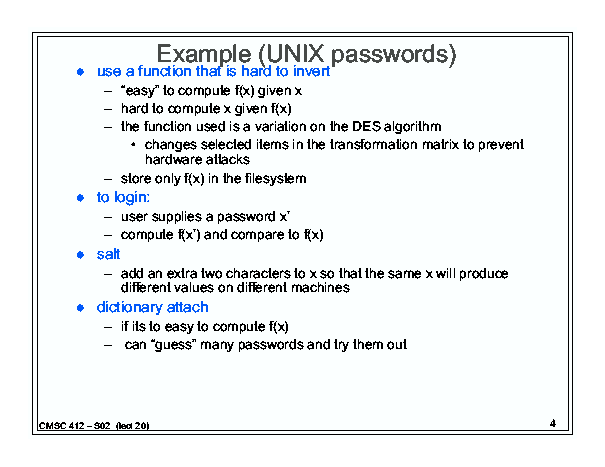 Example (UNIX passwords)
● use a function that is hard to invert
– “easy” to compute f(x) given x
– hard to compute x given f(x)
– the function used is a variation on the DES algorithm
• changes selected items in the transformation matrix to prevent
hardware attacks
– store only f(x) in the filesystem
● to login:
– user supplies a password x’
– compute f(x’) and compare to f(x)
● salt
– add an extra two characters to x so that the same x will produce
different values on different machines
● dictionary attach
– if its to easy to compute f(x)
– can “guess” many passwords and try them out
CMSC 412 – S02 (lect 20)
4